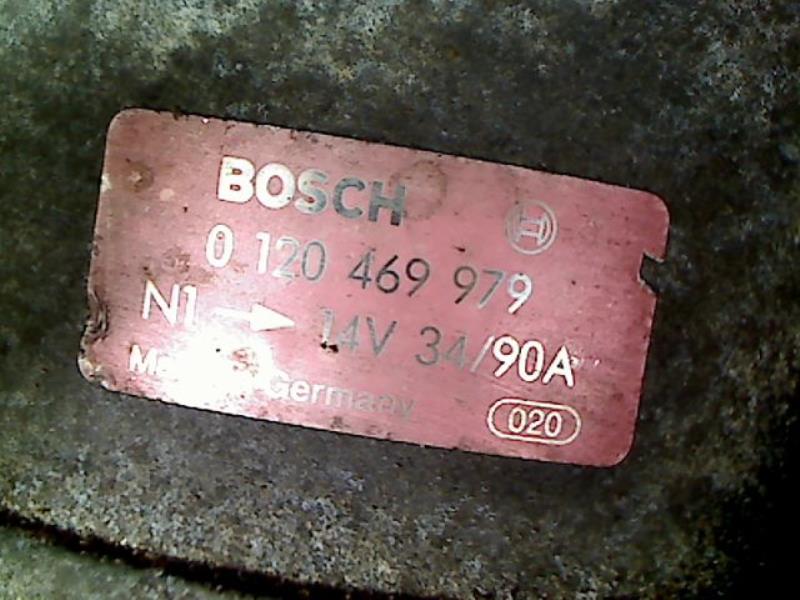 BOSCH
0 120 469 979
N1 → 14V 34/90A
Germany
020